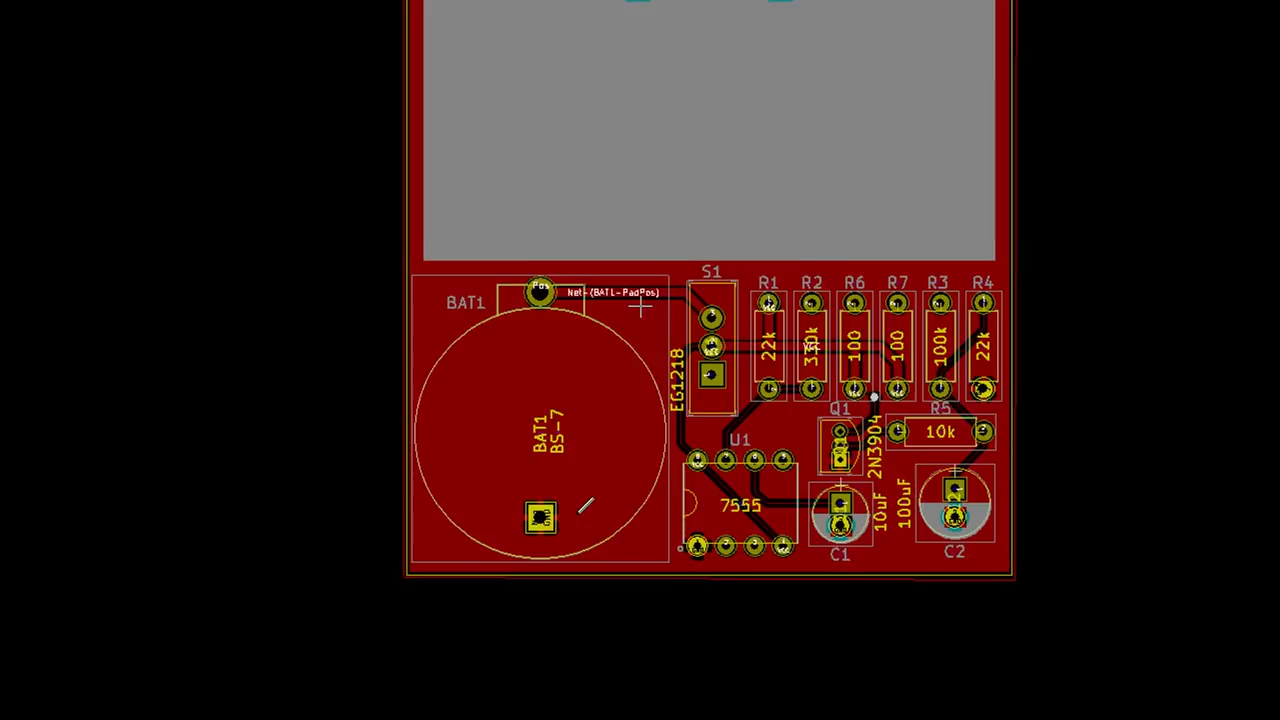 S1
R1
R2
R6
R7
R3
R4
Pos
Net-(BAT1-PadPos)
BAT1
22k
100
100
100k
22k
EG1218
Q1
R5
10k
2N3904
BAT1
BS-7
U1
7555
10uF
100uF
C1
C2